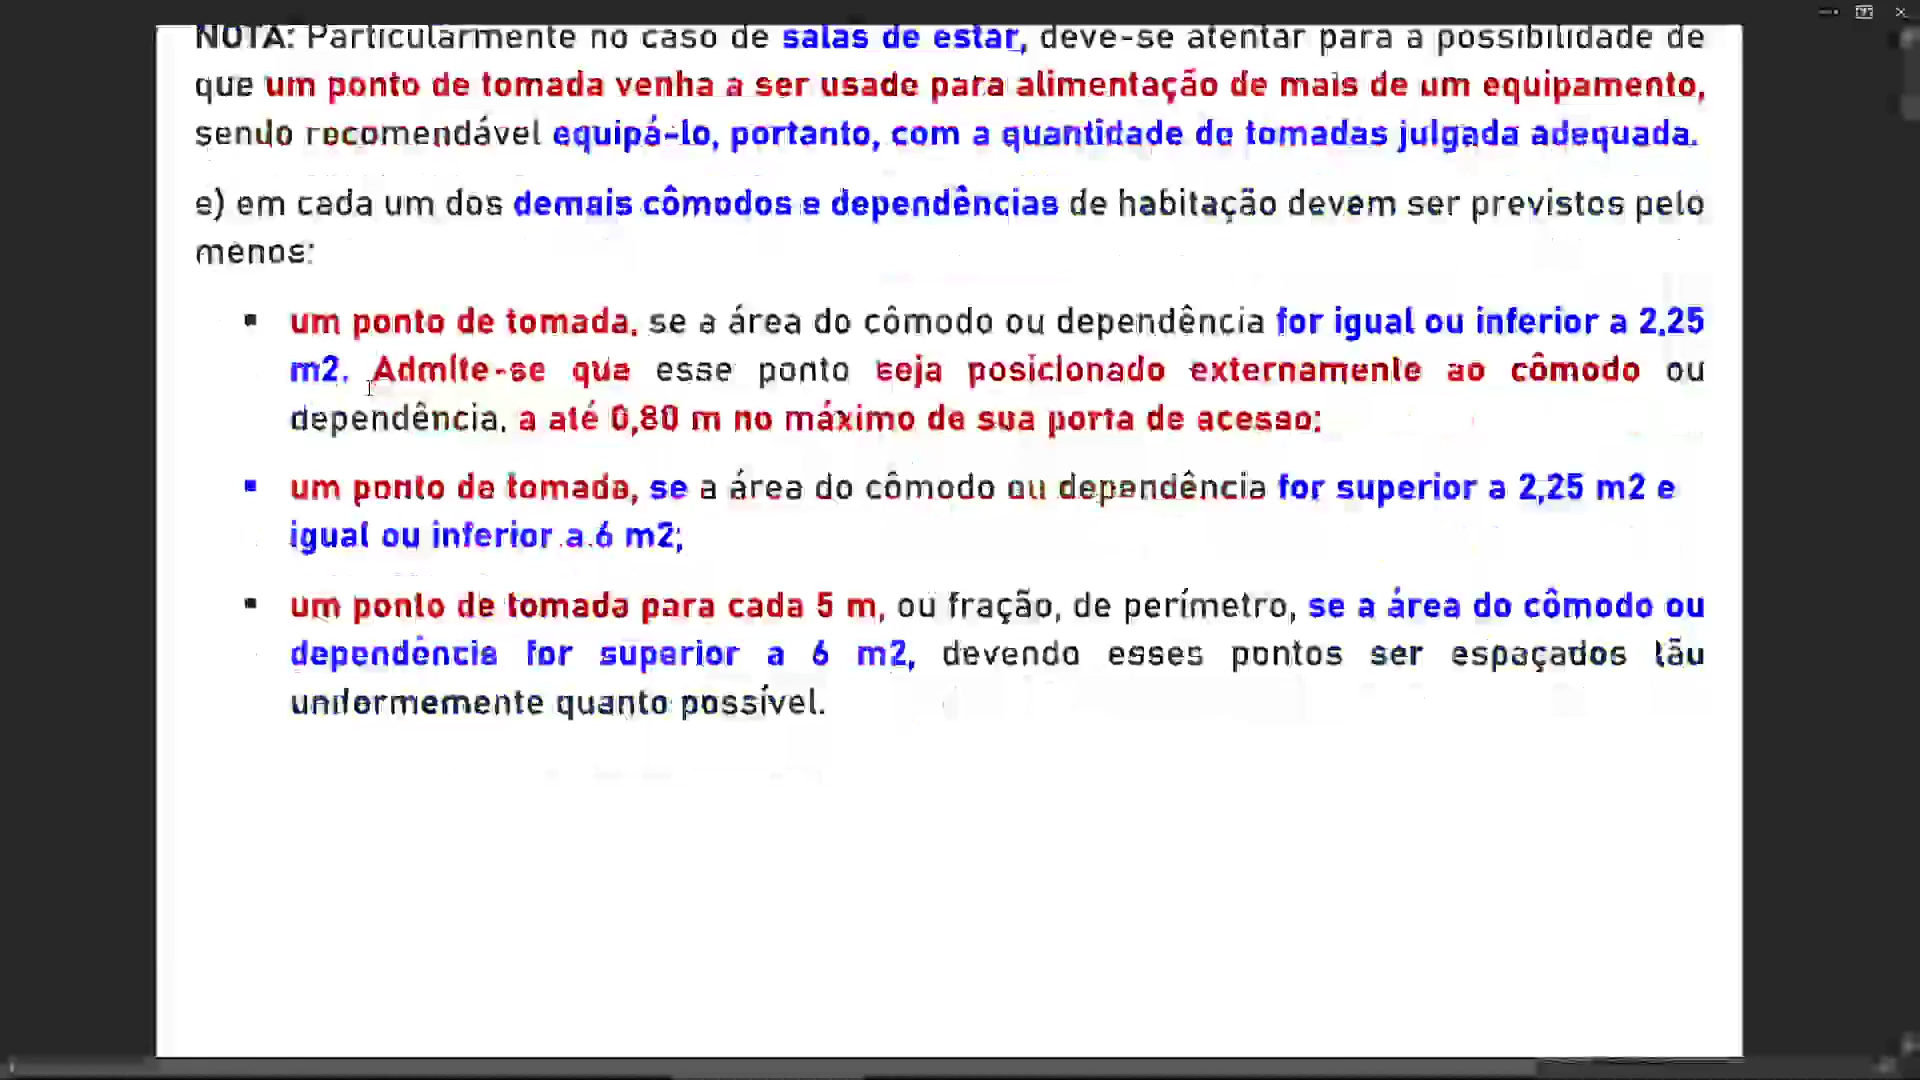 NOTA: Particularmente no caso de salas de estar, deve-se atentar para a possibilidade de
que um ponto de tomada venha a ser usado para alimentação de mais de um equipamento,
sendo recomendável equipá-lo, portanto, com a quantidade de tomadas julgada adequada.
e) em cada um dos demais cômodos e dependências de habitação devem ser previstos pelo
menos:
▪ um ponto de tomada, se a área do cômodo ou dependência for igual ou inferior a 2,25
m2. Admite-se que esse ponto seja posicionado externamente ao cômodo ou
dependência, a até 0,80 m no máximo de sua porta de acesso;
▪ um ponto de tomada, se a área do cômodo ou dependência for superior a 2,25 m2 e
igual ou inferior a 6 m2;
▪ um ponto de tomada para cada 5 m, ou fração, de perímetro, se a área do cômodo ou
dependência for superior a 6 m2, devendo esses pontos ser espaçados tão
uniformemente quanto possível.